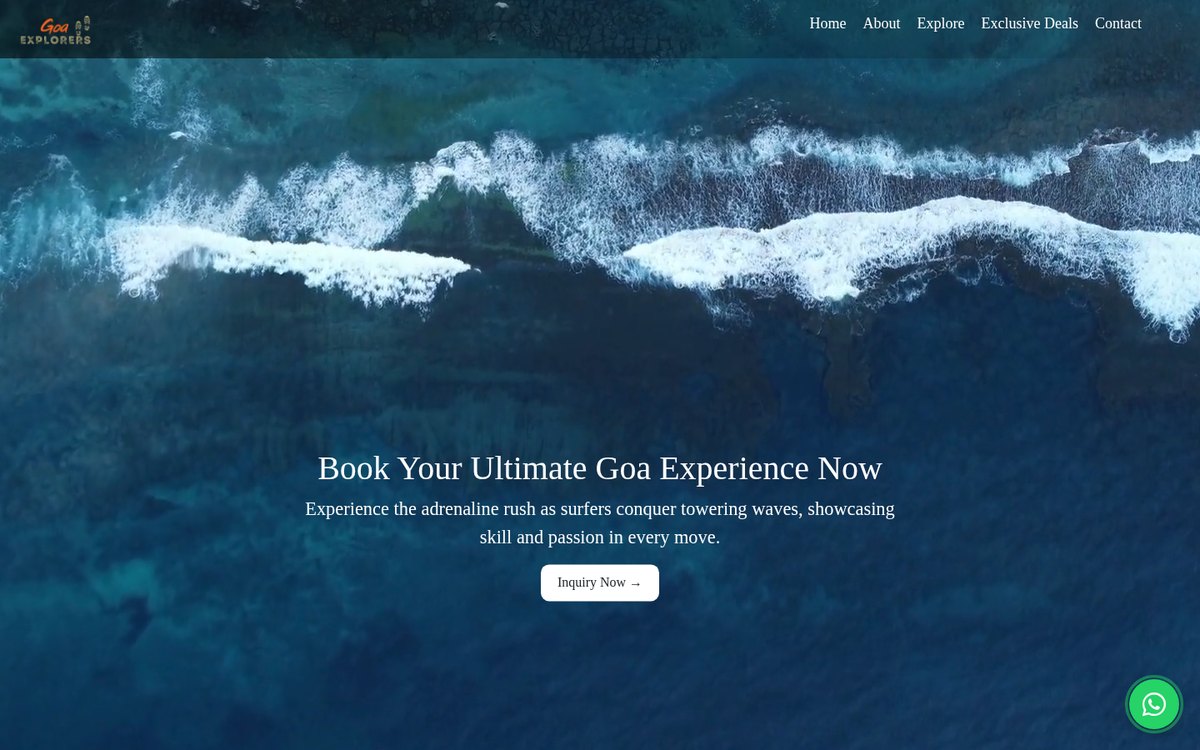 Goa
EXPLORERS
Home About Explore Exclusive Deals Contact
Book Your Ultimate Goa Experience Now
Experience the adrenaline rush as surfers conquer towering waves, showcasing
skill and passion in every move.
Inquiry Now →